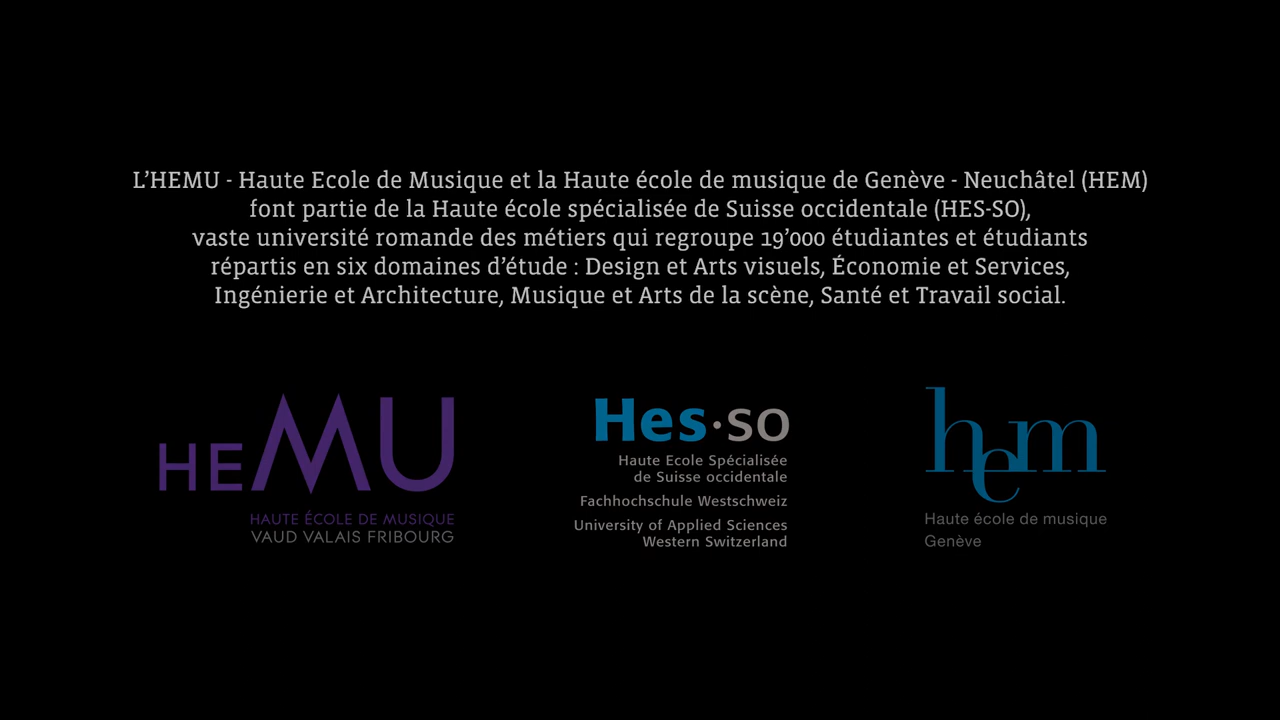 L’HEMU - Haute Ecole de Musique et la Haute école de musique de Genève - Neuchâtel (HEM)
font partie de la Haute école spécialisée de Suisse occidentale (HES-SO),
vaste université romande des métiers qui regroupe 19’000 étudiantes et étudiants
répartis en six domaines d’étude : Design et Arts visuels, Économie et Services,
Ingénierie et Architecture, Musique et Arts de la scène, Santé et Travail social.
HEMU
HAUTE ÉCOLE DE MUSIQUE
VAUD VALAIS FRIBOURG
Hes·so
Haute Ecole Spécialisée
de Suisse occidentale
Fachhochschule Westschweiz
University of Applied Sciences
Western Switzerland
hem
Haute école de musique
Genève